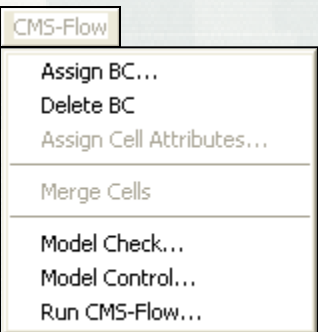 CMS-Flow
Assign BC...
Delete BC
Assign Cell Attributes...
Merge Cells
Model Check...
Model Control...
Run CMS-Flow...